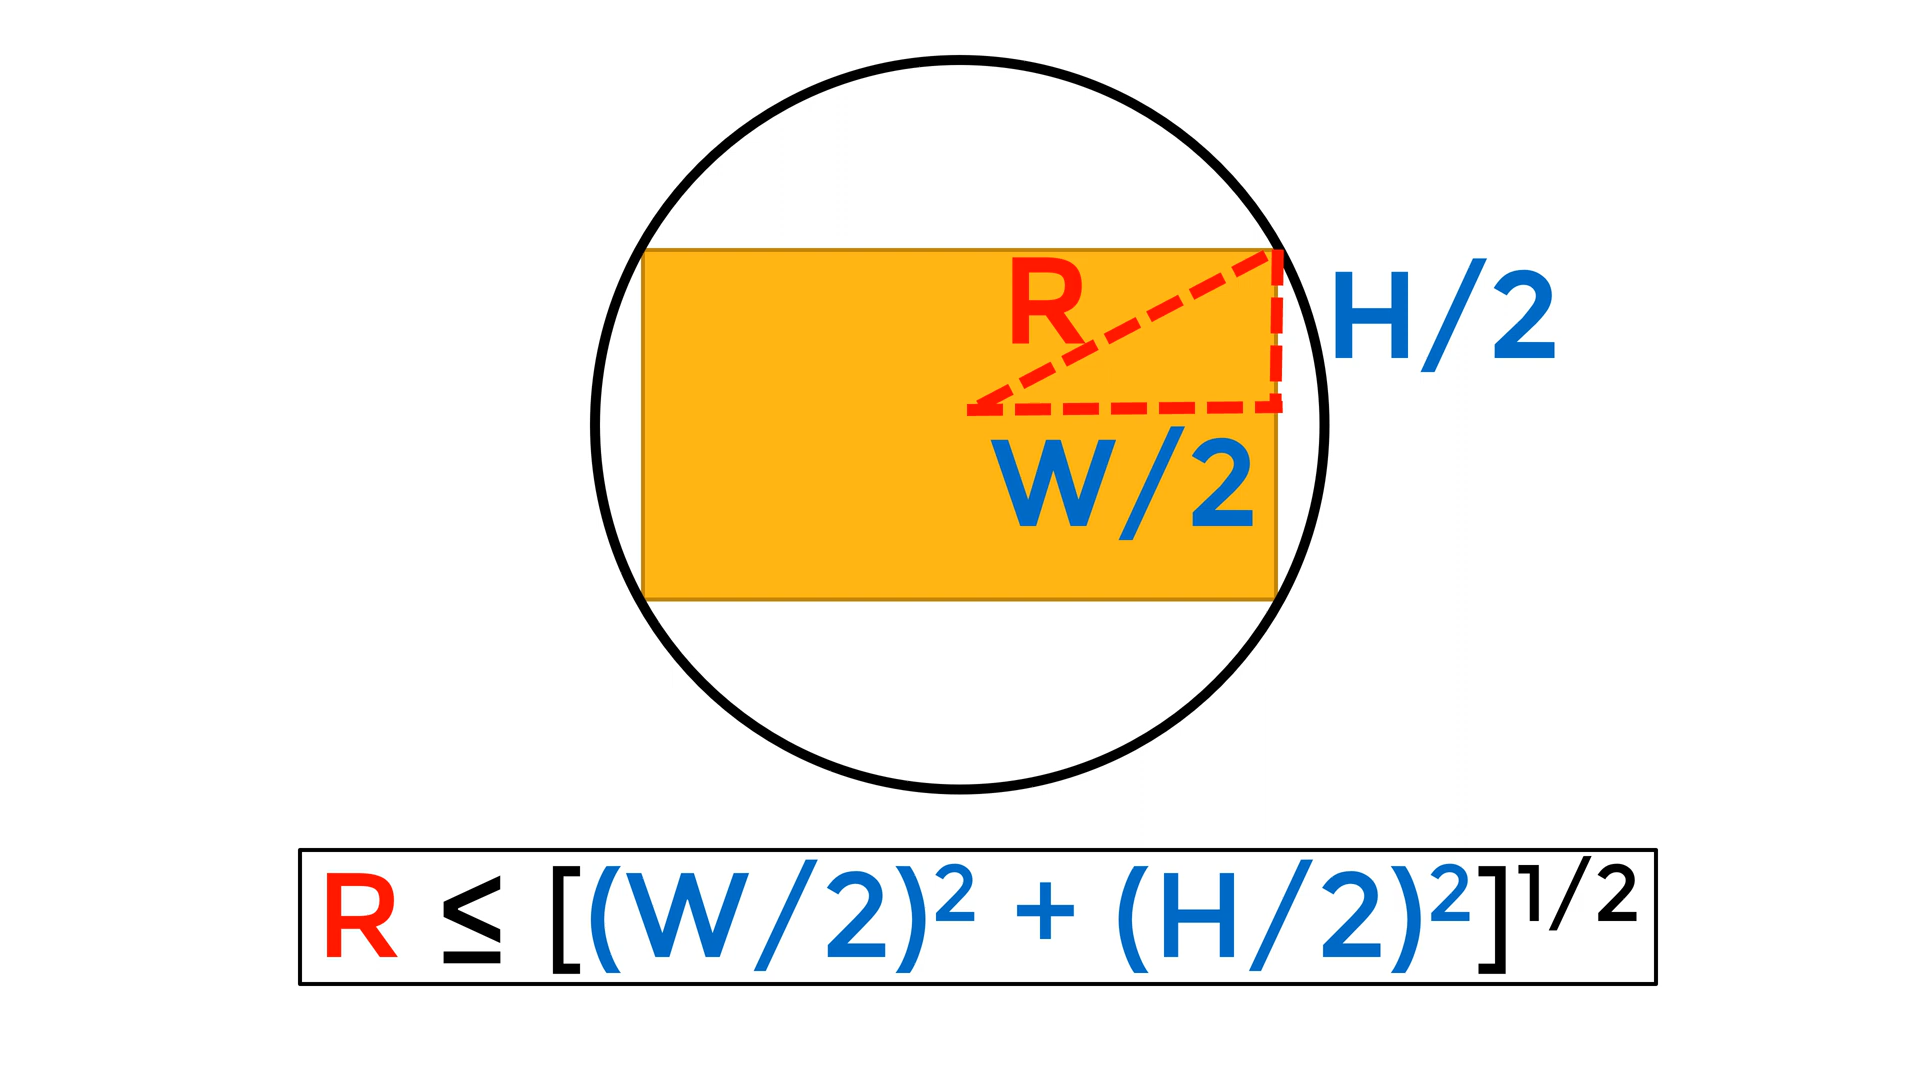 R
H/2
W/2
R ≤ [(W/2)² + (H/2)²]¹/²